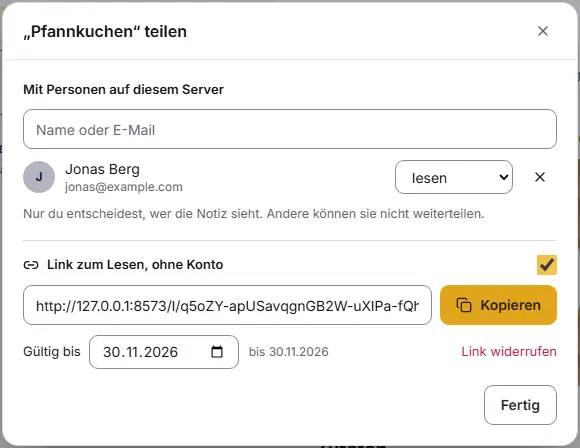 „Pfannkuchen“ teilen
Mit Personen auf diesem Server
Name oder E-Mail
J
Jonas Berg
jonas@example.com
lesen
Nur du entscheidest, wer die Notiz sieht. Andere können sie nicht weiterteilen.
Link zum Lesen, ohne Konto
http://127.0.0.1:8573/l/q5oZY-apUSavqgnGB2W-uXIPa-fQh
Kopieren
Gültig bis
30.11.2026
bis 30.11.2026
Link widerrufen
Fertig